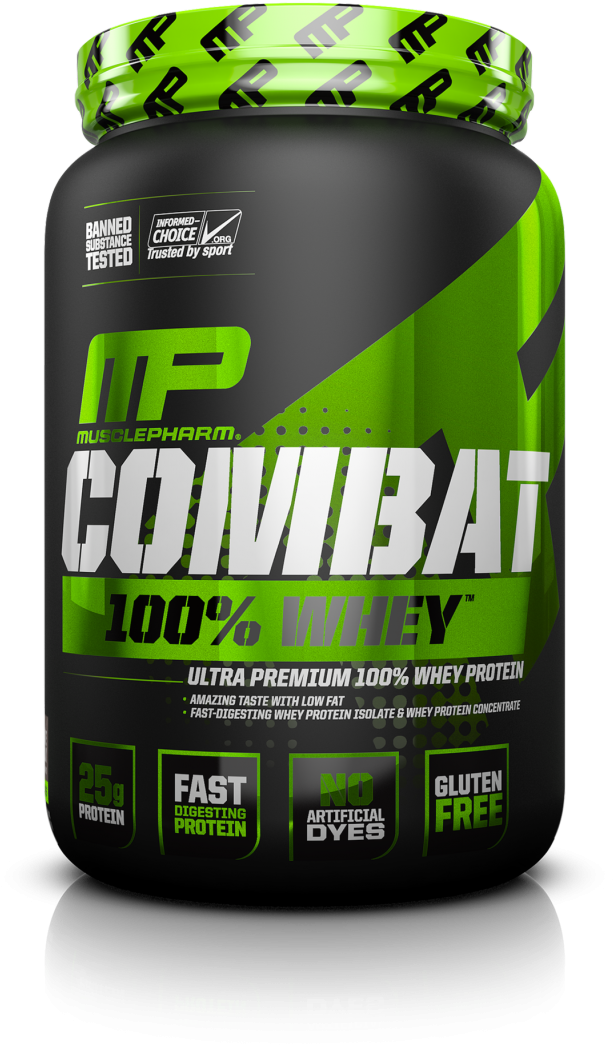 BANNED
SUBSTANCE
TESTED
INFORMED-
CHOICE
.ORG
Trusted by sport
MP
MUSCLEPHARM®
COMBAT
100% WHEY™
ULTRA PREMIUM 100% WHEY PROTEIN
• AMAZING TASTE WITH LOW FAT
• FAST-DIGESTING WHEY PROTEIN ISOLATE & WHEY PROTEIN CONCENTRATE
25g
PROTEIN
FAST
DIGESTING
PROTEIN
NO
ARTIFICIAL
DYES
GLUTEN
FREE